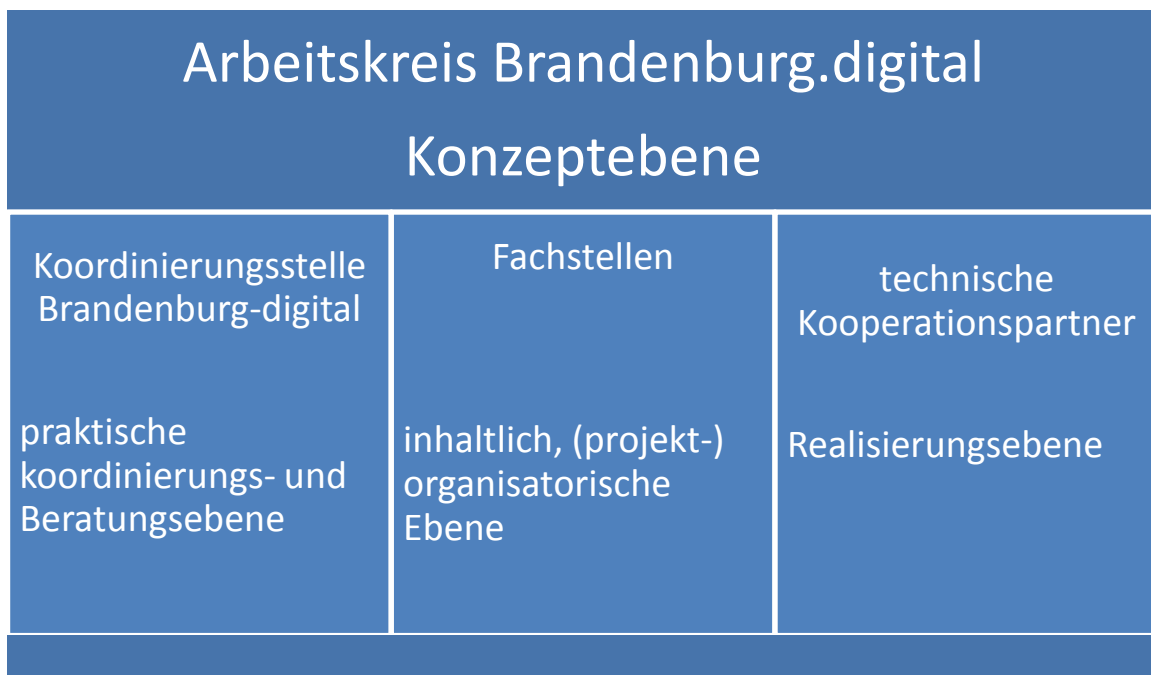 Arbeitskreis Brandenburg.digital
Konzeptebene
Koordinierungsstelle
Brandenburg-digital
praktische
koordinierungs- und
Beratungsebene
Fachstellen
inhaltlich, (projekt-)
organisatorische
Ebene
technische
Kooperationspartner
Realisierungsebene